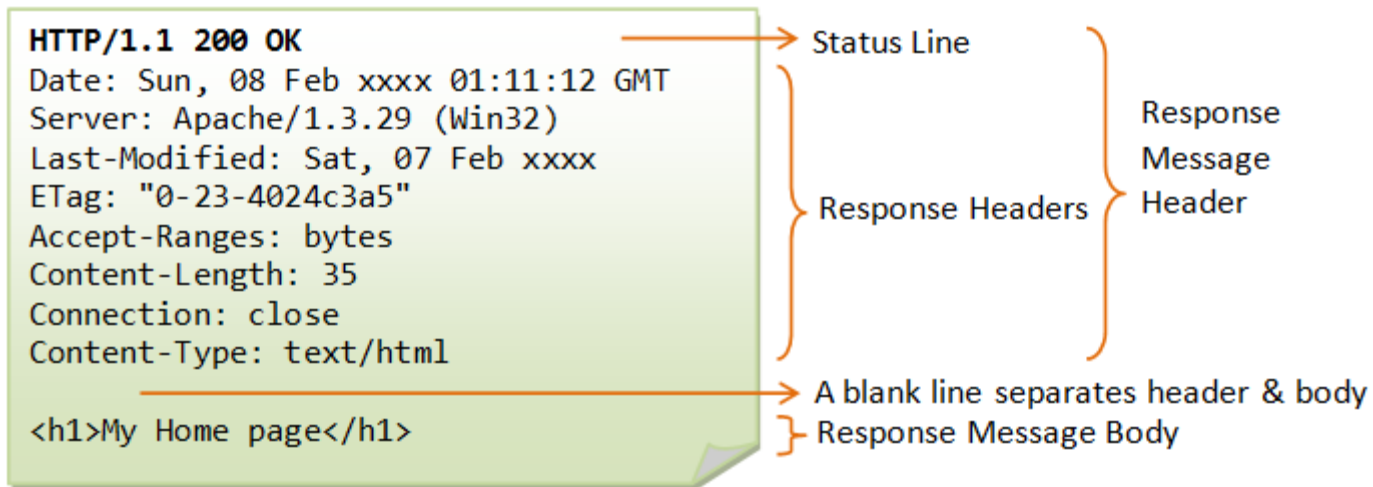 HTTP/1.1 200 OK
Date: Sun, 08 Feb xxxx 01:11:12 GMT
Server: Apache/1.3.29 (Win32)
Last-Modified: Sat, 07 Feb xxxx
ETag: "0-23-4024c3a5"
Accept-Ranges: bytes
Content-Length: 35
Connection: close
Content-Type: text/html
<h1>My Home page</h1>
Status Line
Response Headers
Response
Message
Header
A blank line separates header & body
Response Message Body